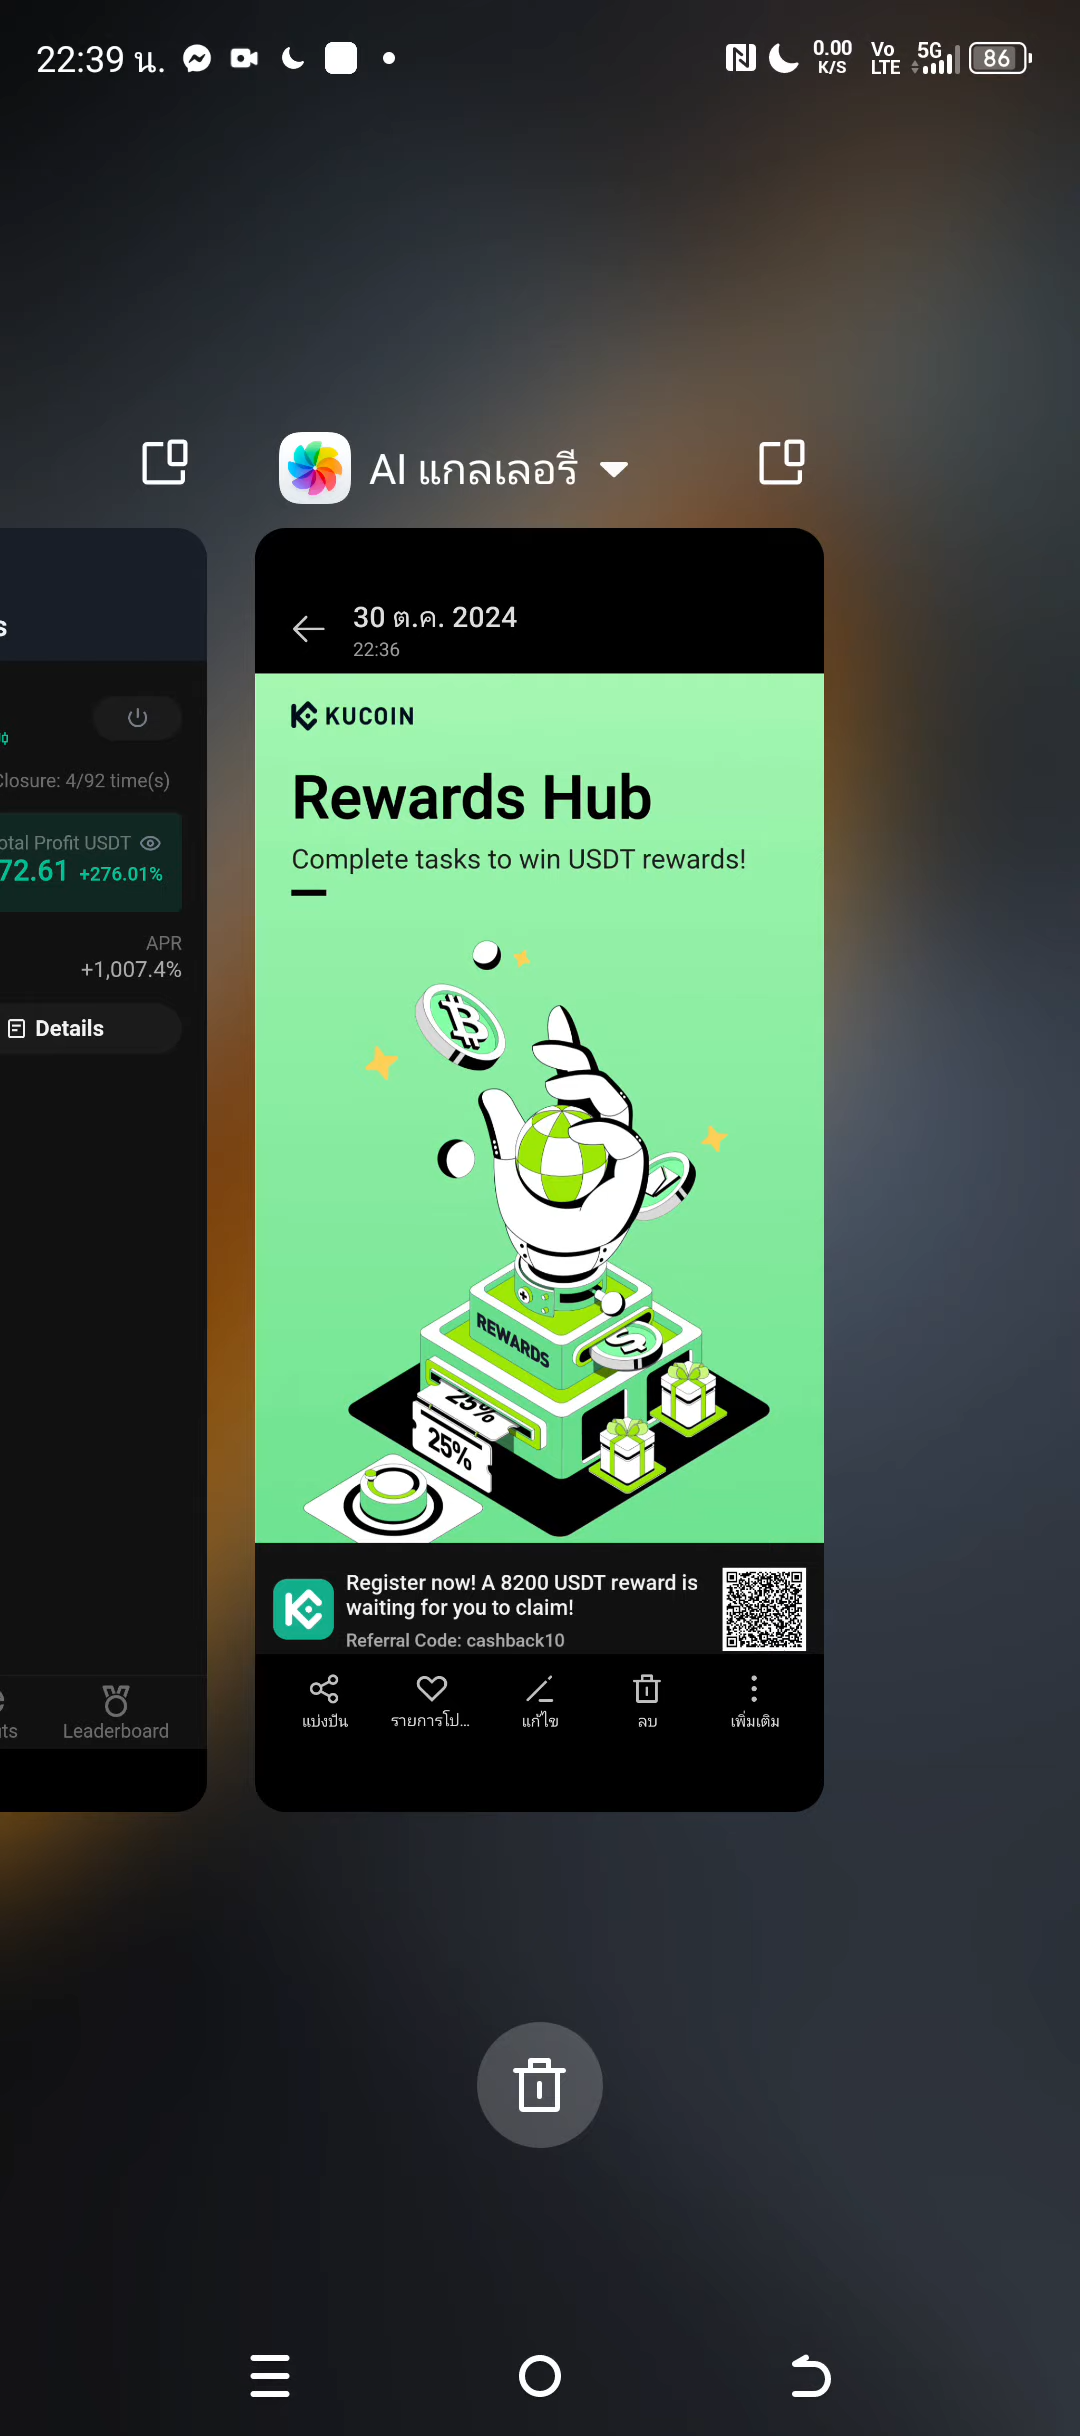 22:39 น.
0.00
K/S
Vo
LTE
5G
86
AI แกลเลอรี
s
Closure: 4/92 time(s)
otal Profit USDT
72.61 +276.01%
APR
+1,007.4%
Details
ts
Leaderboard
30 ต.ค. 2024
22:36
KUCOIN
Rewards Hub
Complete tasks to win USDT rewards!
REWARDS
25%
25%
Register now! A 8200 USDT reward is
waiting for you to claim!
Referral Code: cashback10
แบ่งปัน
รายการโป...
แก้ไข
ลบ
เพิ่มเติม